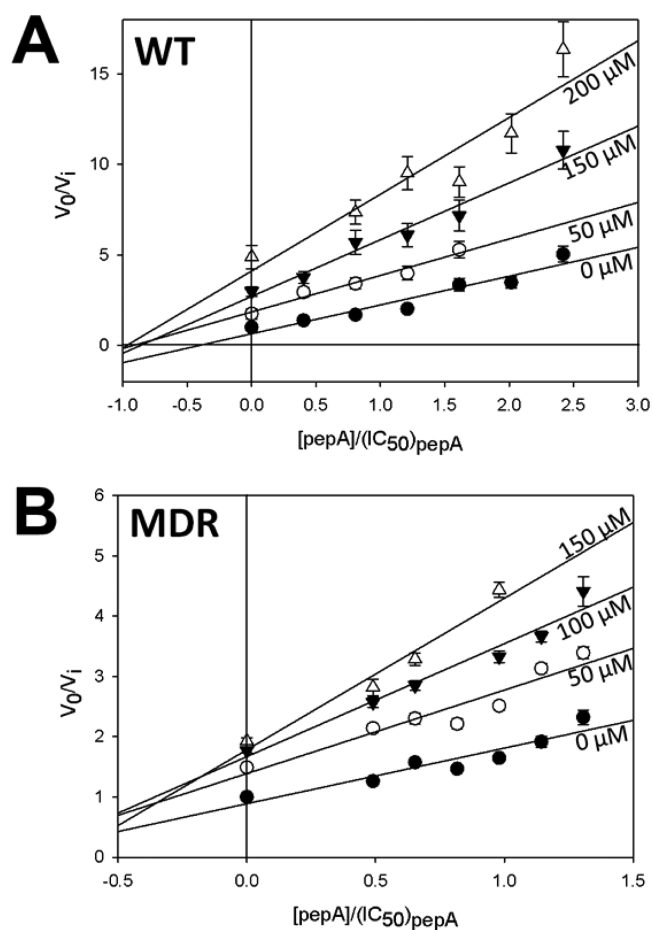 A
WT
15
10
5
0
V₀/Vᵢ
200 µM
150 µM
50 µM
0 µM
-1.0 -0.5 0.0 0.5 1.0 1.5 2.0 2.5 3.0
[pepA]/(IC₅₀)pepA
B
MDR
6
5
4
3
2
1
0
V₀/Vᵢ
150 µM
100 µM
50 µM
0 µM
-0.5 0.0 0.5 1.0 1.5
[pepA]/(IC₅₀)pepA